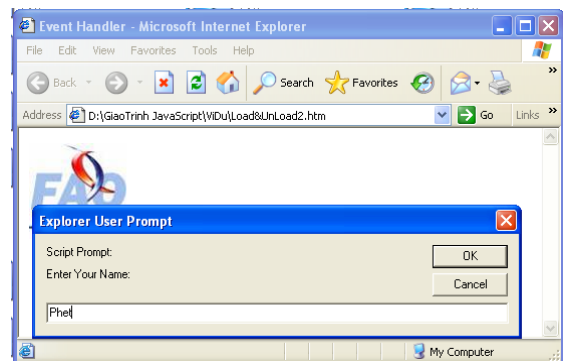 Event Handler - Microsoft Internet Explorer
File Edit View Favorites Tools Help
Back Search Favorites »
Address D:\GiaoTrinh JavaScript\ViDu\Load&UnLoad2.htm Go Links »
FAO
Explorer User Prompt
Script Prompt: OK
Enter Your Name:
Cancel
Phet
My Computer